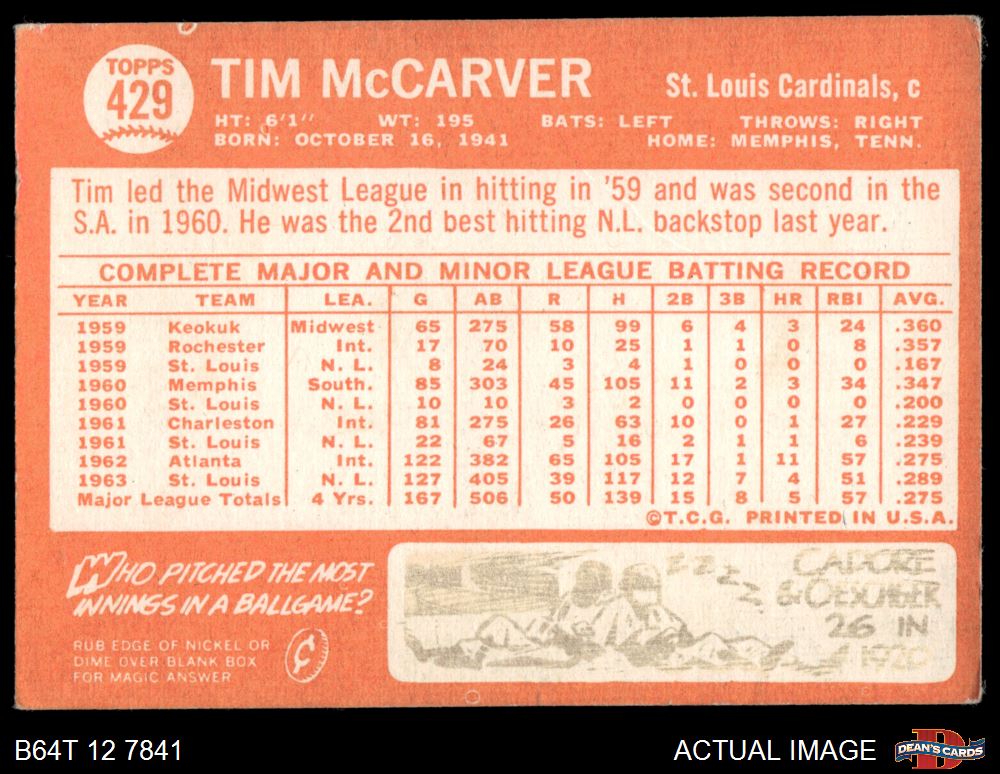 TOPPS
429
TIM McCARVER
St. Louis Cardinals, c
HT: 6'1" WT: 195 BATS: LEFT THROWS: RIGHT
BORN: OCTOBER 16, 1941 HOME: MEMPHIS, TENN.
Tim led the Midwest League in hitting in '59 and was second in the
S.A. in 1960. He was the 2nd best hitting N.L. backstop last year.
COMPLETE MAJOR AND MINOR LEAGUE BATTING RECORD
YEAR TEAM LEA. G AB R H 2B 3B HR RBI AVG.
1959 Keokuk Midwest 65 275 58 99 6 4 3 24 .360
1959 Rochester Int. 17 70 10 25 1 1 0 8 .357
1959 St. Louis N. L. 8 24 3 4 1 0 0 0 .167
1960 Memphis South. 85 303 45 105 11 2 3 34 .347
1960 St. Louis N. L. 10 10 3 2 0 0 0 0 .200
1961 Charleston Int. 81 275 26 63 10 0 1 27 .229
1961 St. Louis N. L. 22 67 5 16 2 1 1 6 .239
1962 Atlanta Int. 122 382 65 105 17 1 11 57 .275
1963 St. Louis N. L. 127 405 39 117 12 7 4 51 .289
Major League Totals 4 Yrs. 167 506 50 139 15 8 5 57 .275
©T.C.G. PRINTED IN U.S.A.
WHO PITCHED THE MOST
INNINGS IN A BALLGAME?
RUB EDGE OF NICKEL OR
DIME OVER BLANK BOX
FOR MAGIC ANSWER
¢
z z z z
CADORE
& OESCHGER
26 IN
1920
B64T 12 7841
ACTUAL IMAGE
D
DEAN'S CARDS